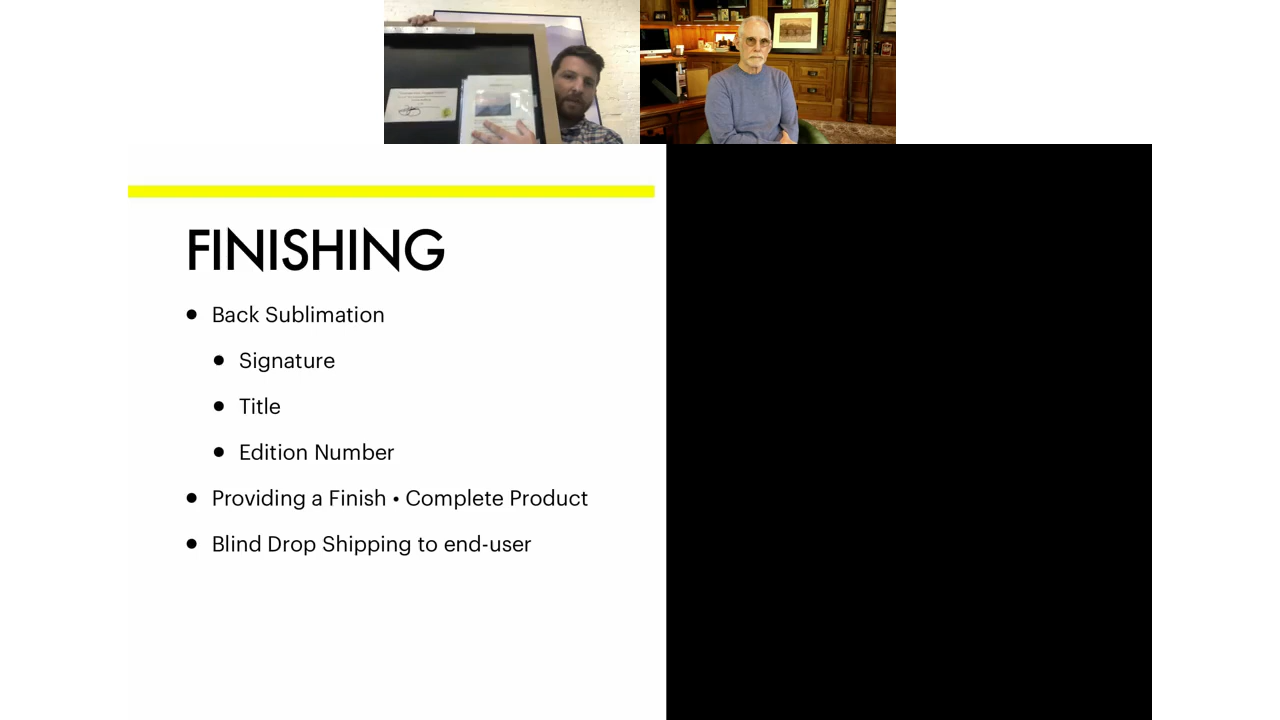 FINISHING
Back Sublimation
Signature
Title
Edition Number
Providing a Finish • Complete Product
Blind Drop Shipping to end-user